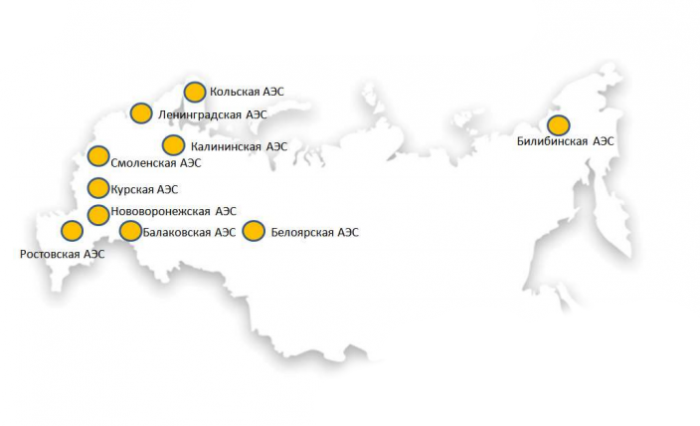 Кольская АЭС
Ленинградская АЭС
Билибинская АЭС
Калининская АЭС
Смоленская АЭС
Курская АЭС
Нововоронежская АЭС
Балаковская АЭС
Белоярская АЭС
Ростовская АЭС